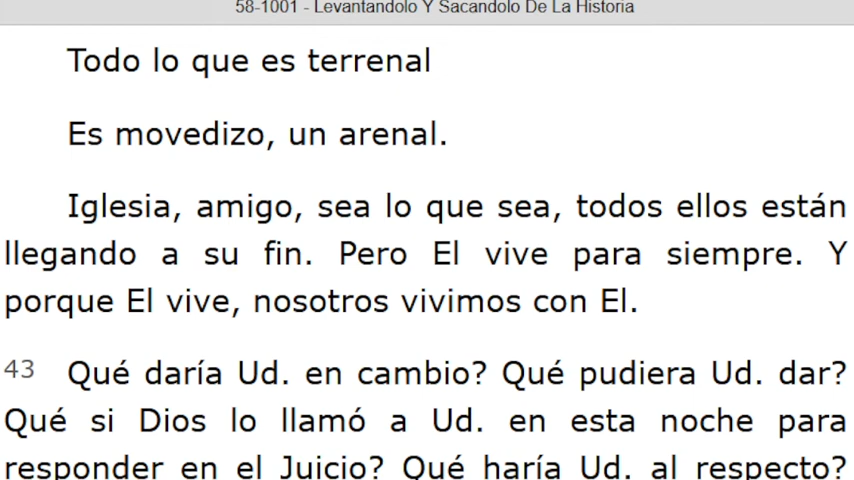 58-1001 - Levantandolo Y Sacandolo De La Historia
Todo lo que es terrenal
Es movedizo, un arenal.
Iglesia, amigo, sea lo que sea, todos ellos están
llegando a su fin. Pero El vive para siempre. Y
porque El vive, nosotros vivimos con El.
43 Qué daría Ud. en cambio? Qué pudiera Ud. dar?
Qué si Dios lo llamó a Ud. en esta noche para
responder en el Juicio? Qué haría Ud. al respecto?